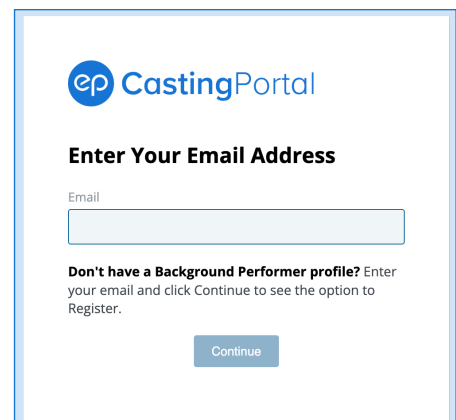 ep CastingPortal
Enter Your Email Address
Email
Don't have a Background Performer profile? Enter
your email and click Continue to see the option to
Register.
Continue